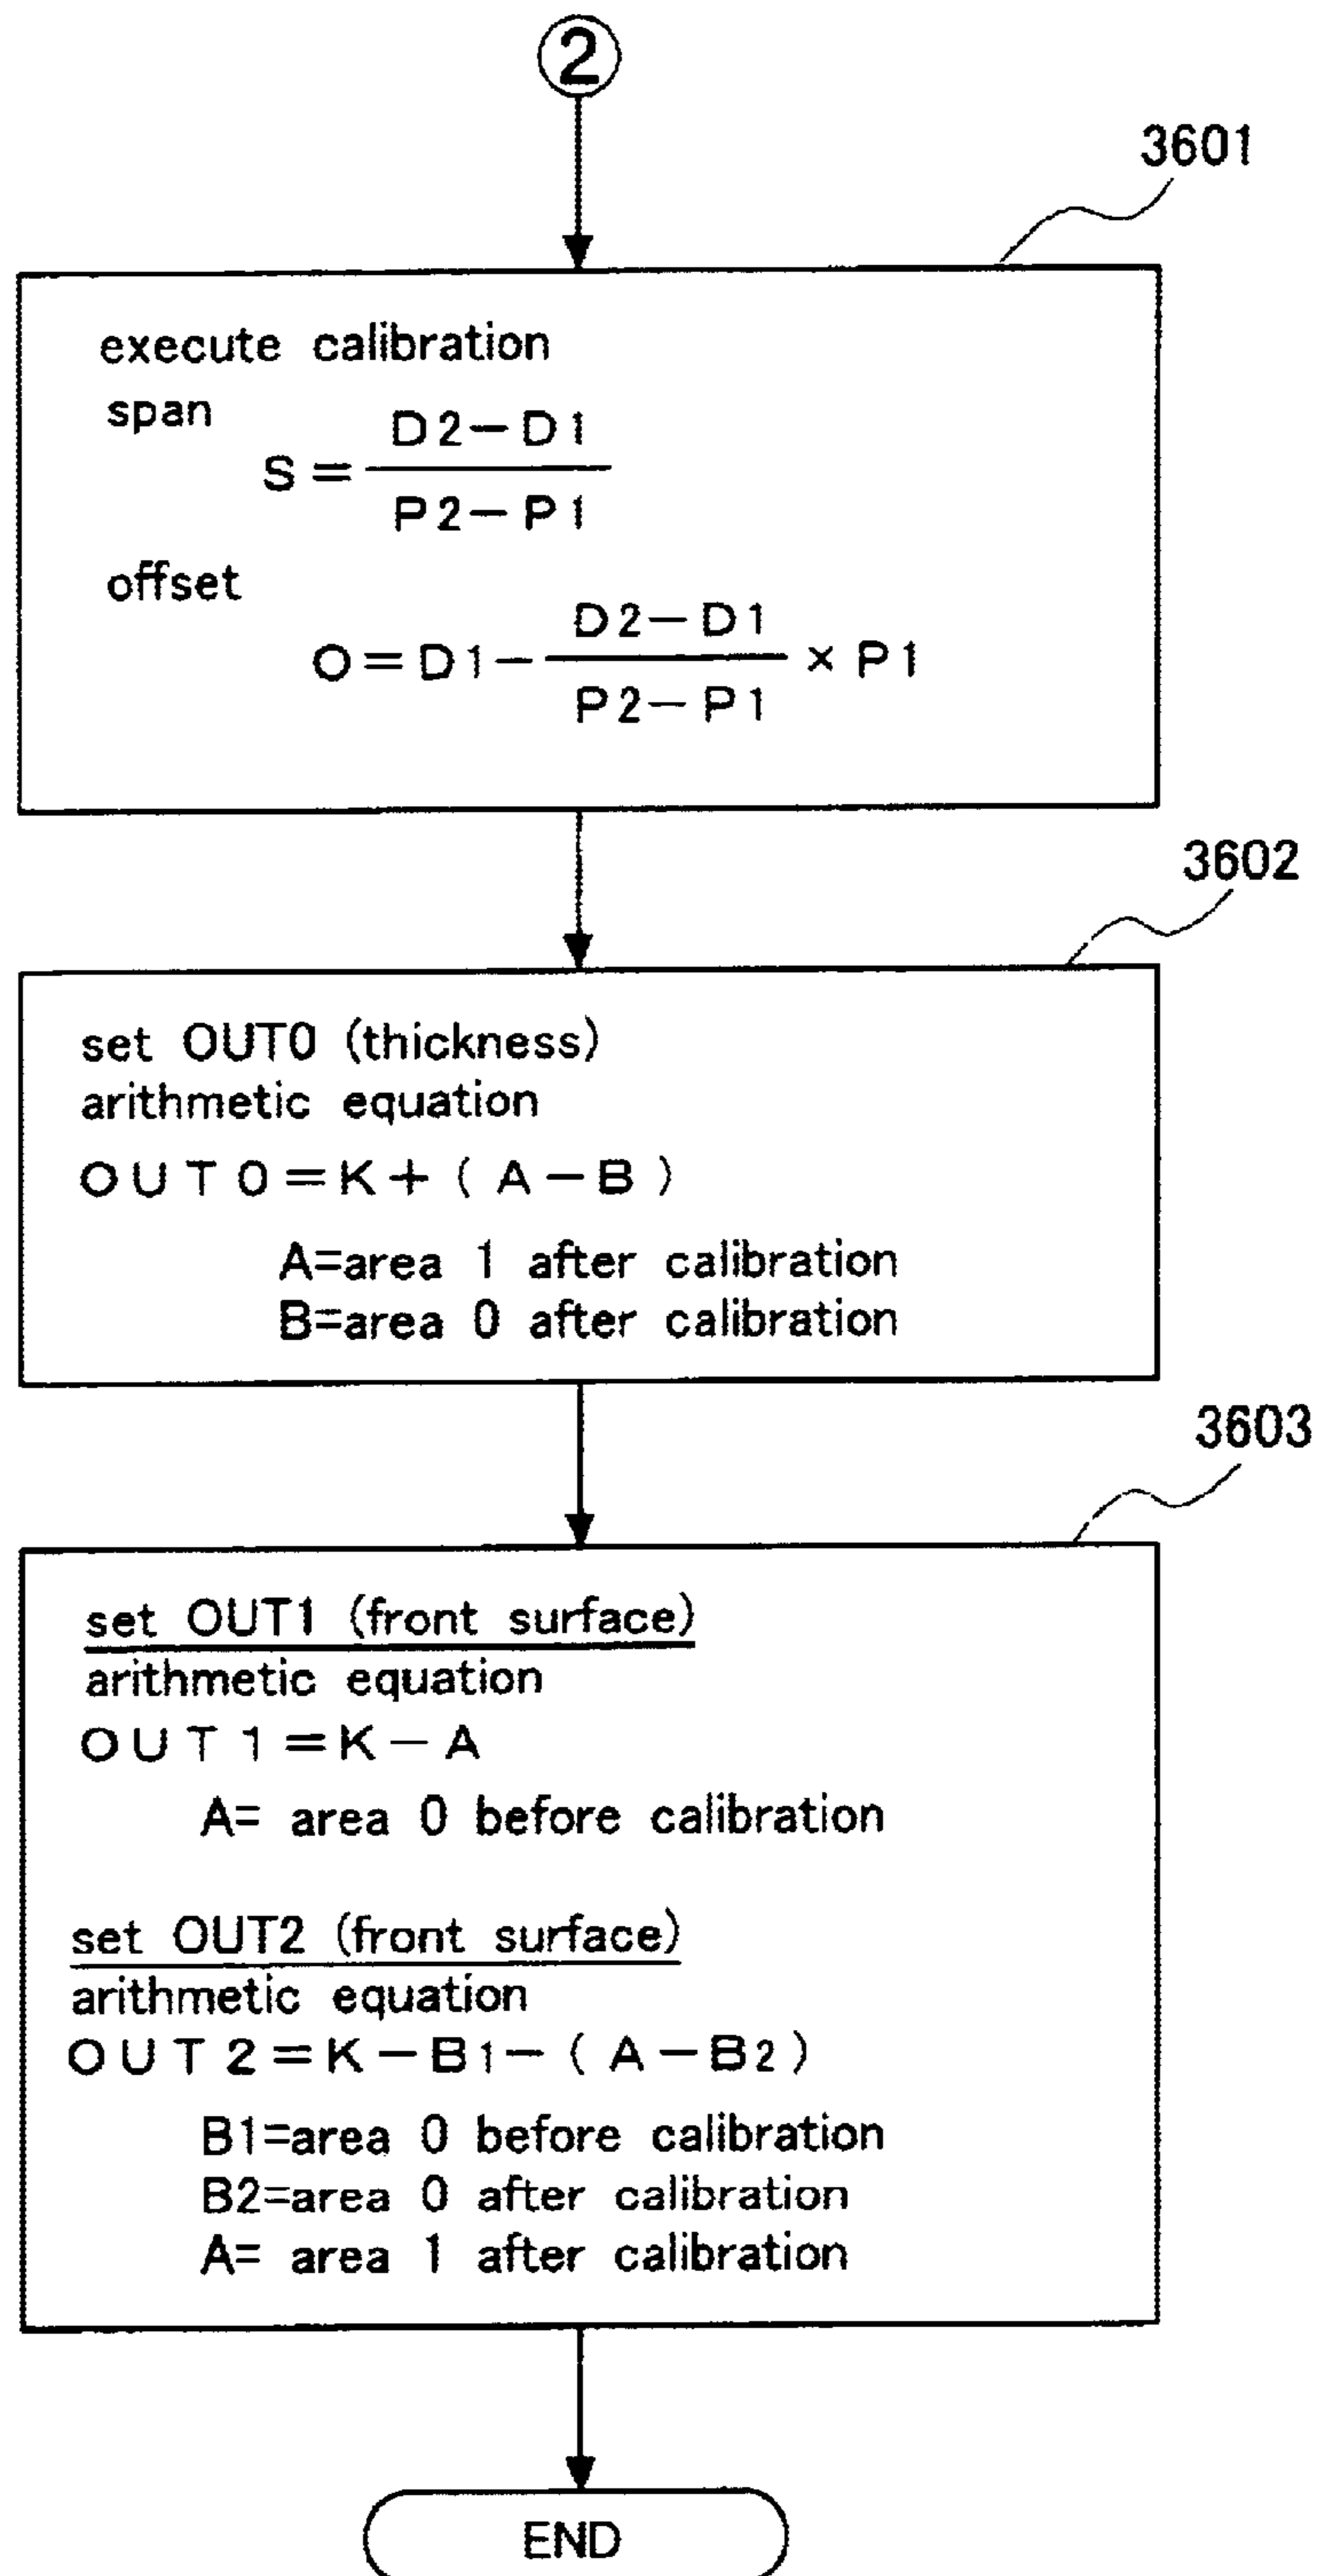 ②
3601
execute calibration
span
S = (D2−D1)/(P2−P1)
offset
O = D1 − (D2−D1)/(P2−P1) × P1
3602
set OUT0 (thickness)
arithmetic equation
OUT0=K+(A−B)
A=area 1 after calibration
B=area 0 after calibration
3603
set OUT1 (front surface)
arithmetic equation
OUT1=K−A
A= area 0 before calibration
set OUT2 (front surface)
arithmetic equation
OUT2=K−B1−(A−B2)
B1=area 0 before calibration
B2=area 0 after calibration
A= area 1 after calibration
END